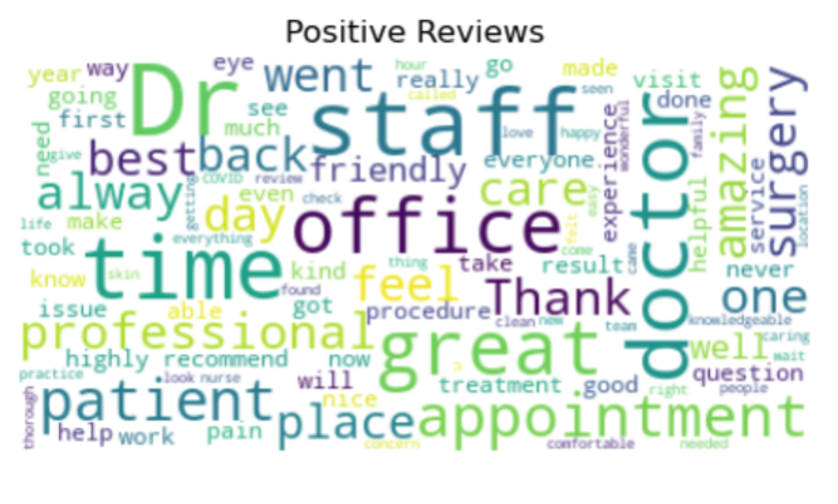 Positive Reviews
year way Dr eye went hour really go made visit
going see called seen done
first much staff love happy everyone experience wonderful doctor family amazing surgery
need give best back friendly
COVID review care easy helpful service location
alway getting even check
life make day office felt
took everything come came
time kind thing take result never
know skin found feel Thank one
issue able got procedure clean new team knowledgeable
professional great well caring
highly recommend now wait
practice look nurse will treatment good right question people
thorough patient nice place appointment
help work pain concern comfortable needed